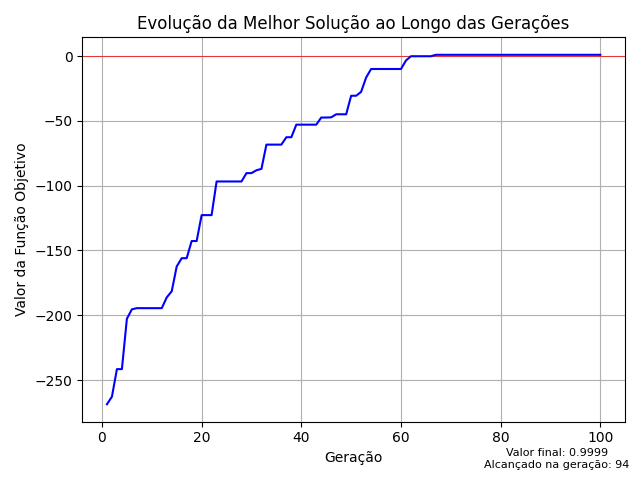 Evolução da Melhor Solução ao Longo das Gerações
Valor da Função Objetivo
0
−50
−100
−150
−200
−250
0 20 40 60 80 100
Geração
Valor final: 0.9999
Alcançado na geração: 94